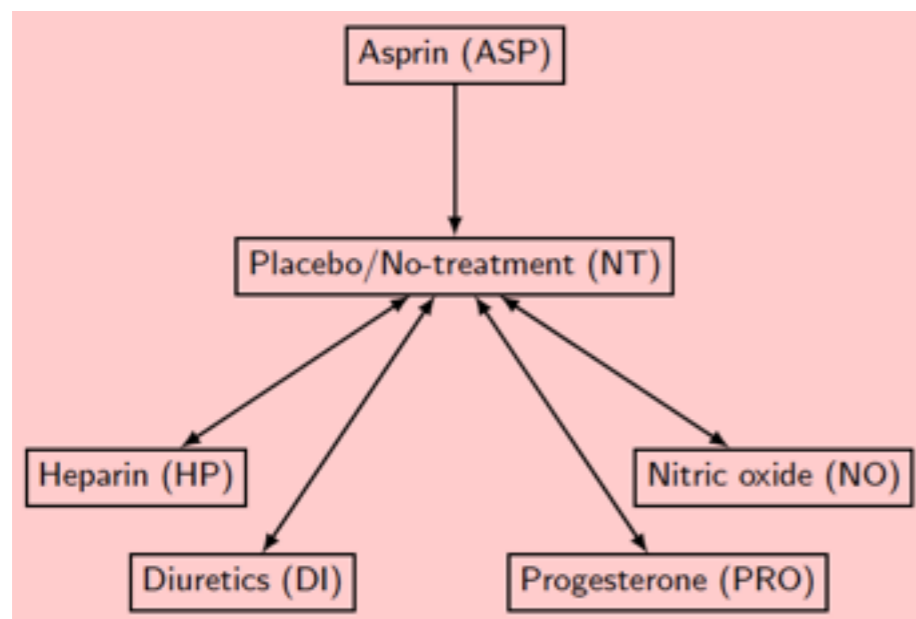 Asprin (ASP)
Placebo/No-treatment (NT)
Heparin (HP)
Nitric oxide (NO)
Diuretics (DI)
Progesterone (PRO)